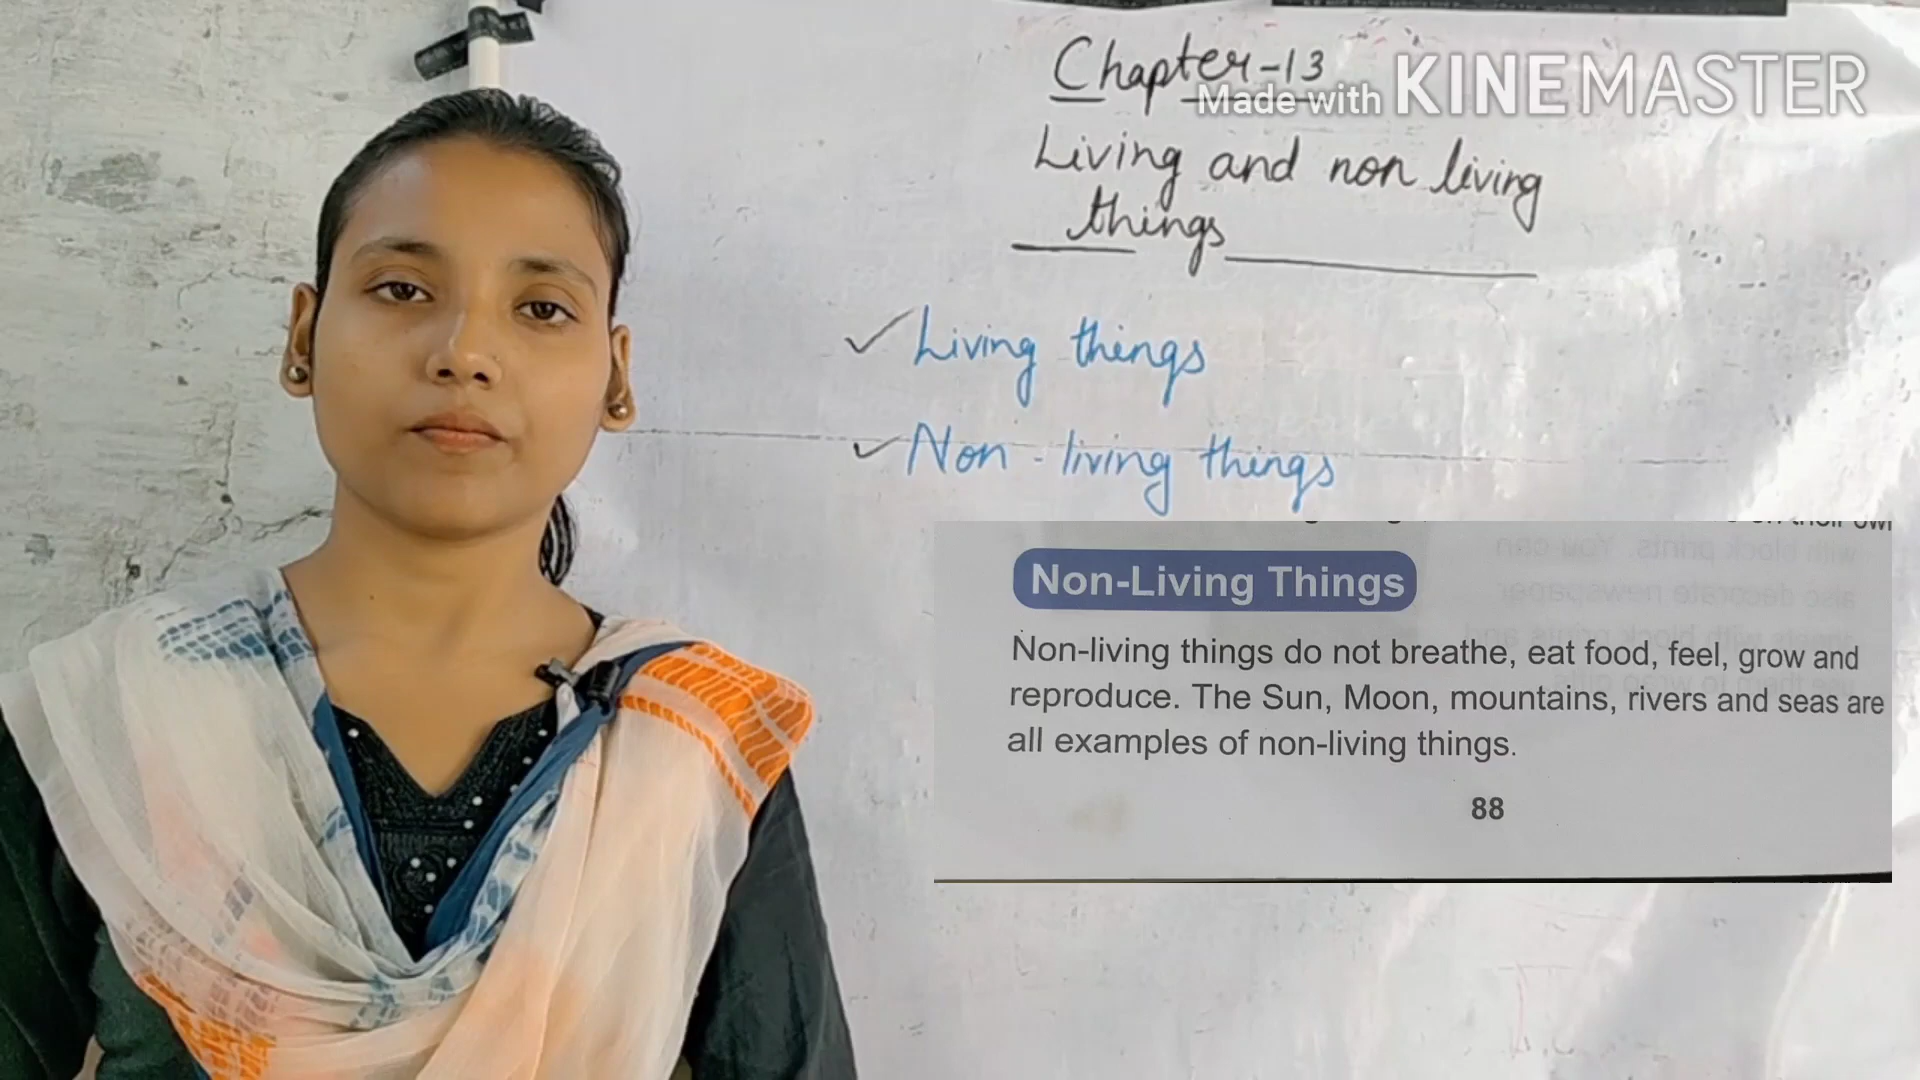 Chapter-13
Made with KINEMASTER
Living and non living
things
✓ Living things
✓ Non-living things
Non-Living Things
Non-living things do not breathe, eat food, feel, grow and
reproduce. The Sun, Moon, mountains, rivers and seas are
all examples of non-living things.
88